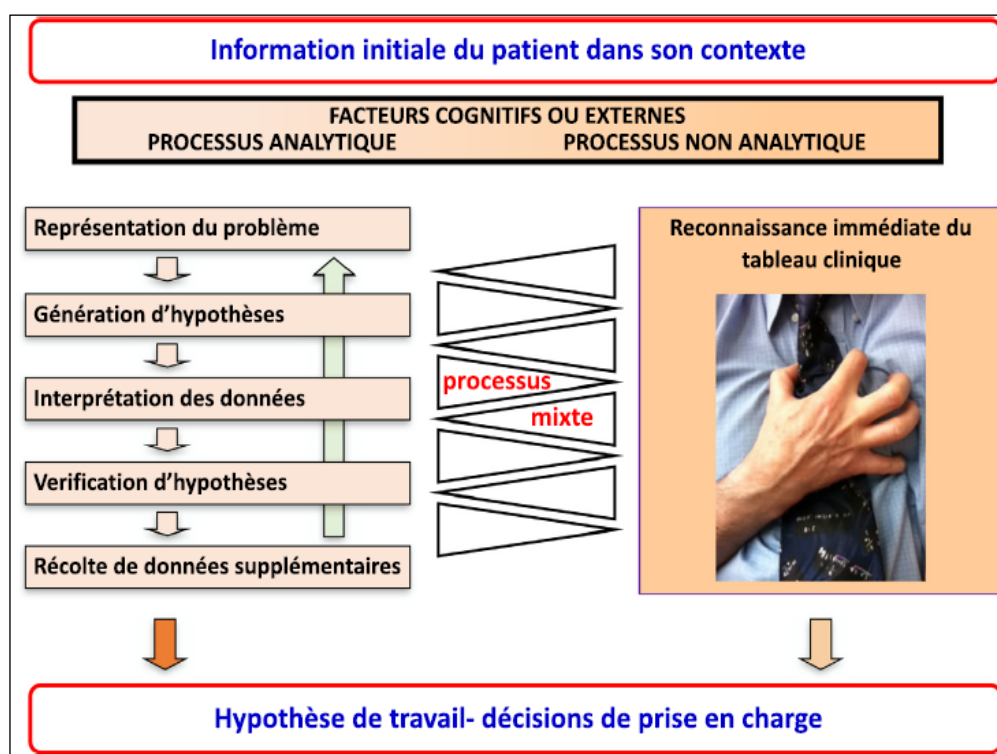 Information initiale du patient dans son contexte
FACTEURS COGNITIFS OU EXTERNES
PROCESSUS ANALYTIQUE PROCESSUS NON ANALYTIQUE
Représentation du problème
Génération d’hypothèses
Interprétation des données
Verification d’hypothèses
Récolte de données supplémentaires
processus
mixte
Reconnaissance immédiate du
tableau clinique
Hypothèse de travail- décisions de prise en charge